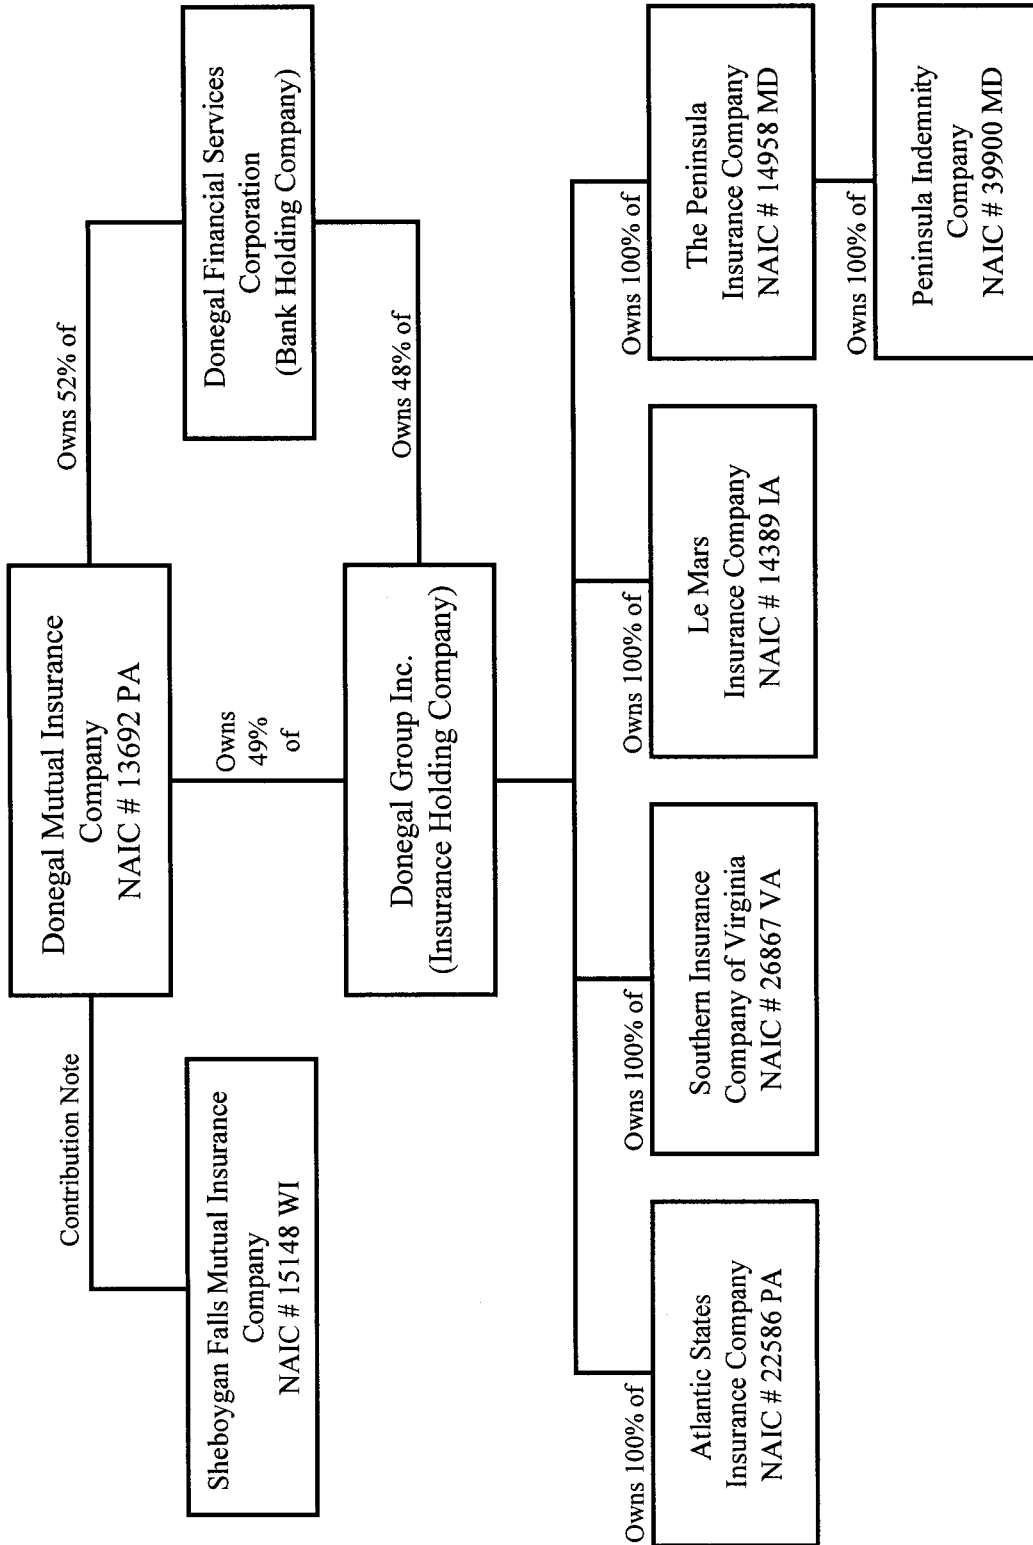 Donegal Mutual Insurance
Company
NAIC # 13692 PA
Contribution Note
Owns 52% of
Sheboygan Falls Mutual Insurance
Company
NAIC # 15148 WI
Owns
49%
of
Donegal Financial Services
Corporation
(Bank Holding Company)
Donegal Group Inc.
(Insurance Holding Company)
Owns 48% of
Owns 100% of
Atlantic States
Insurance Company
NAIC # 22586 PA
Owns 100% of
Southern Insurance
Company of Virginia
NAIC # 26867 VA
Owns 100% of
Le Mars
Insurance Company
NAIC # 14389 IA
Owns 100% of
The Peninsula
Insurance Company
NAIC # 14958 MD
Owns 100% of
Peninsula Indemnity
Company
NAIC # 39900 MD